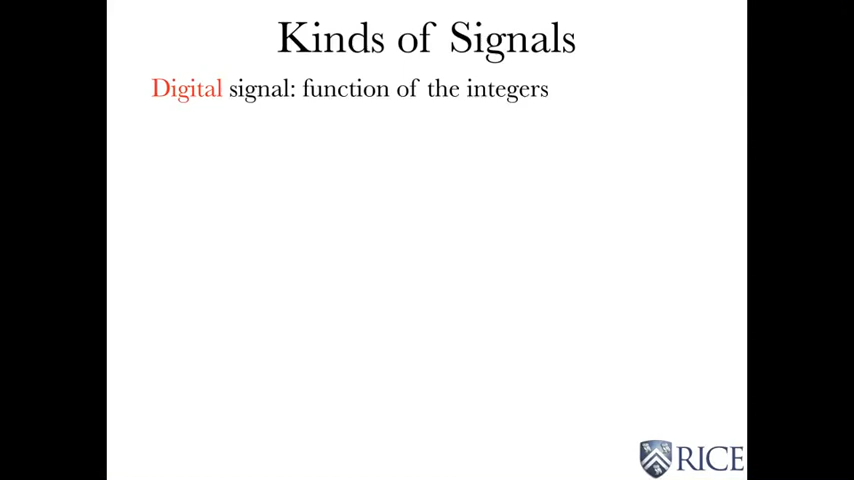 Kinds of Signals
Digital signal: function of the integers
RICE